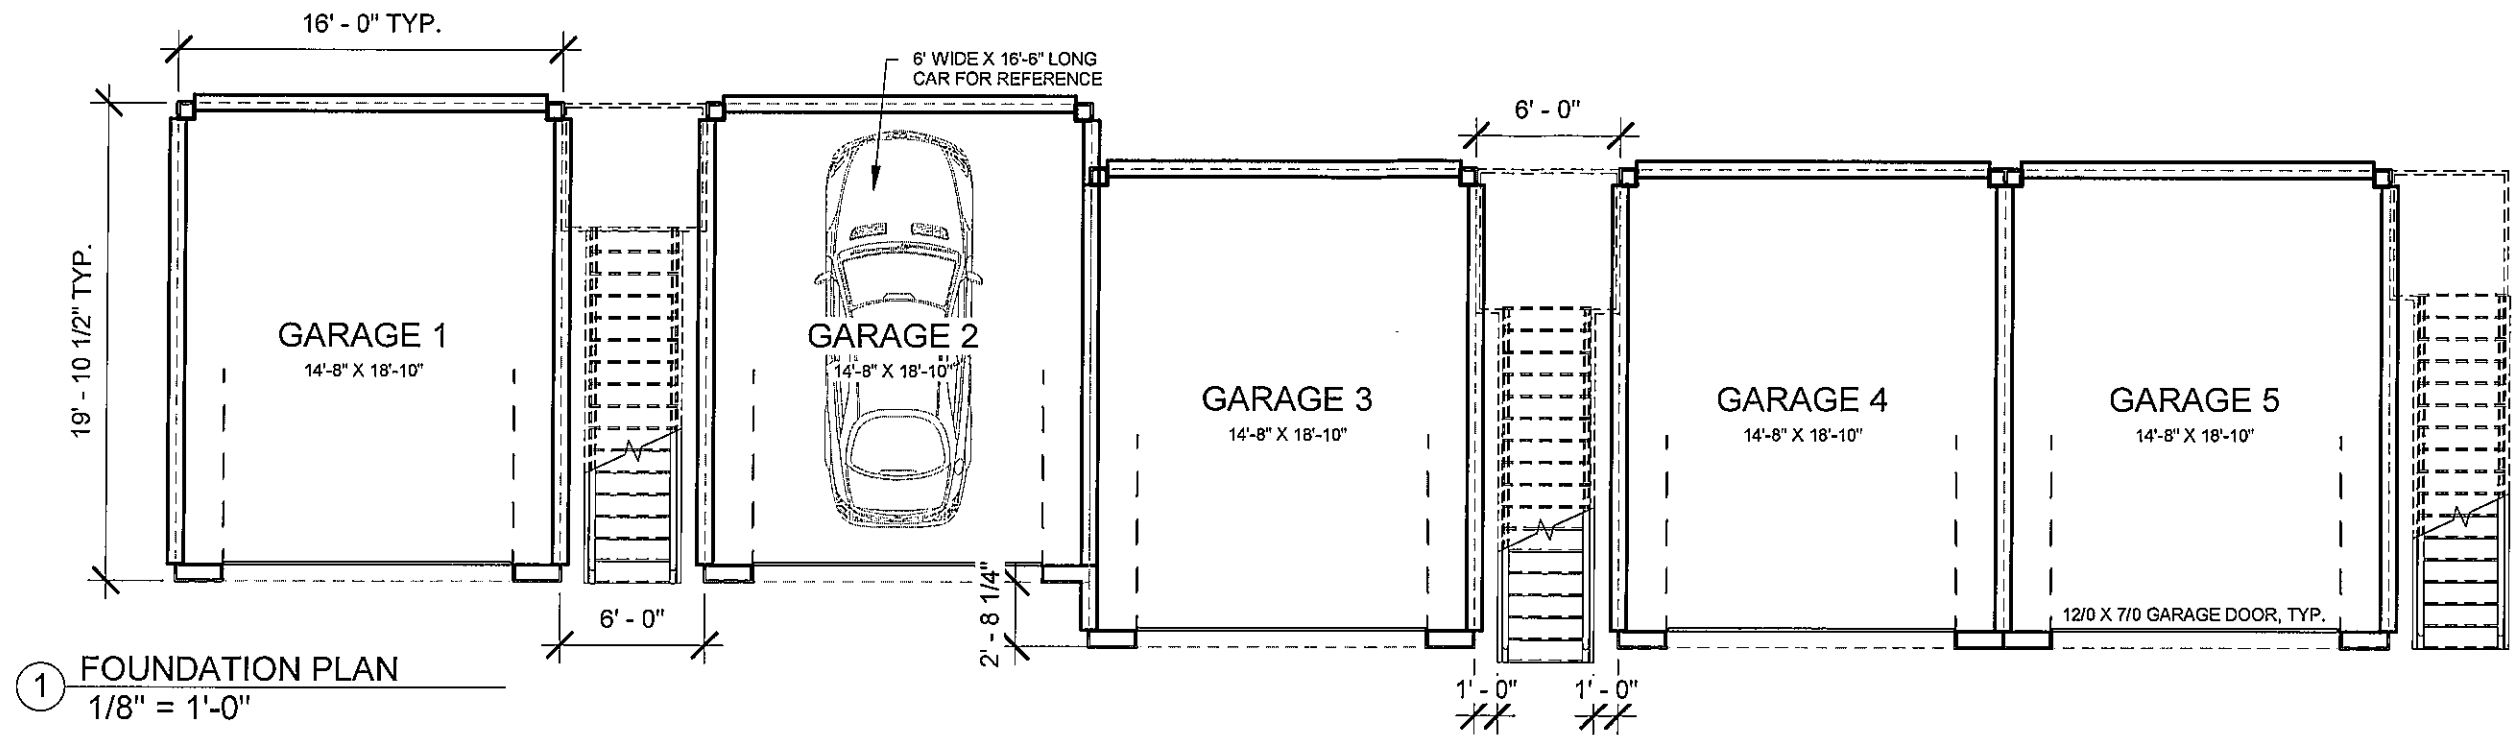 16' - 0" TYP.
6' WIDE X 16'-6" LONG
CAR FOR REFERENCE
6' - 0"
19' - 10 1/2" TYP.
GARAGE 1
14'-8" X 18'-10"
GARAGE 2
14'-8" X 18'-10"
GARAGE 3
14'-8" X 18'-10"
GARAGE 4
14'-8" X 18'-10"
GARAGE 5
14'-8" X 18'-10"
12/0 X 7/0 GARAGE DOOR, TYP.
6' - 0"
2' - 8 1/4"
1' - 0"
1' - 0"
1
FOUNDATION PLAN
1/8" = 1'-0"